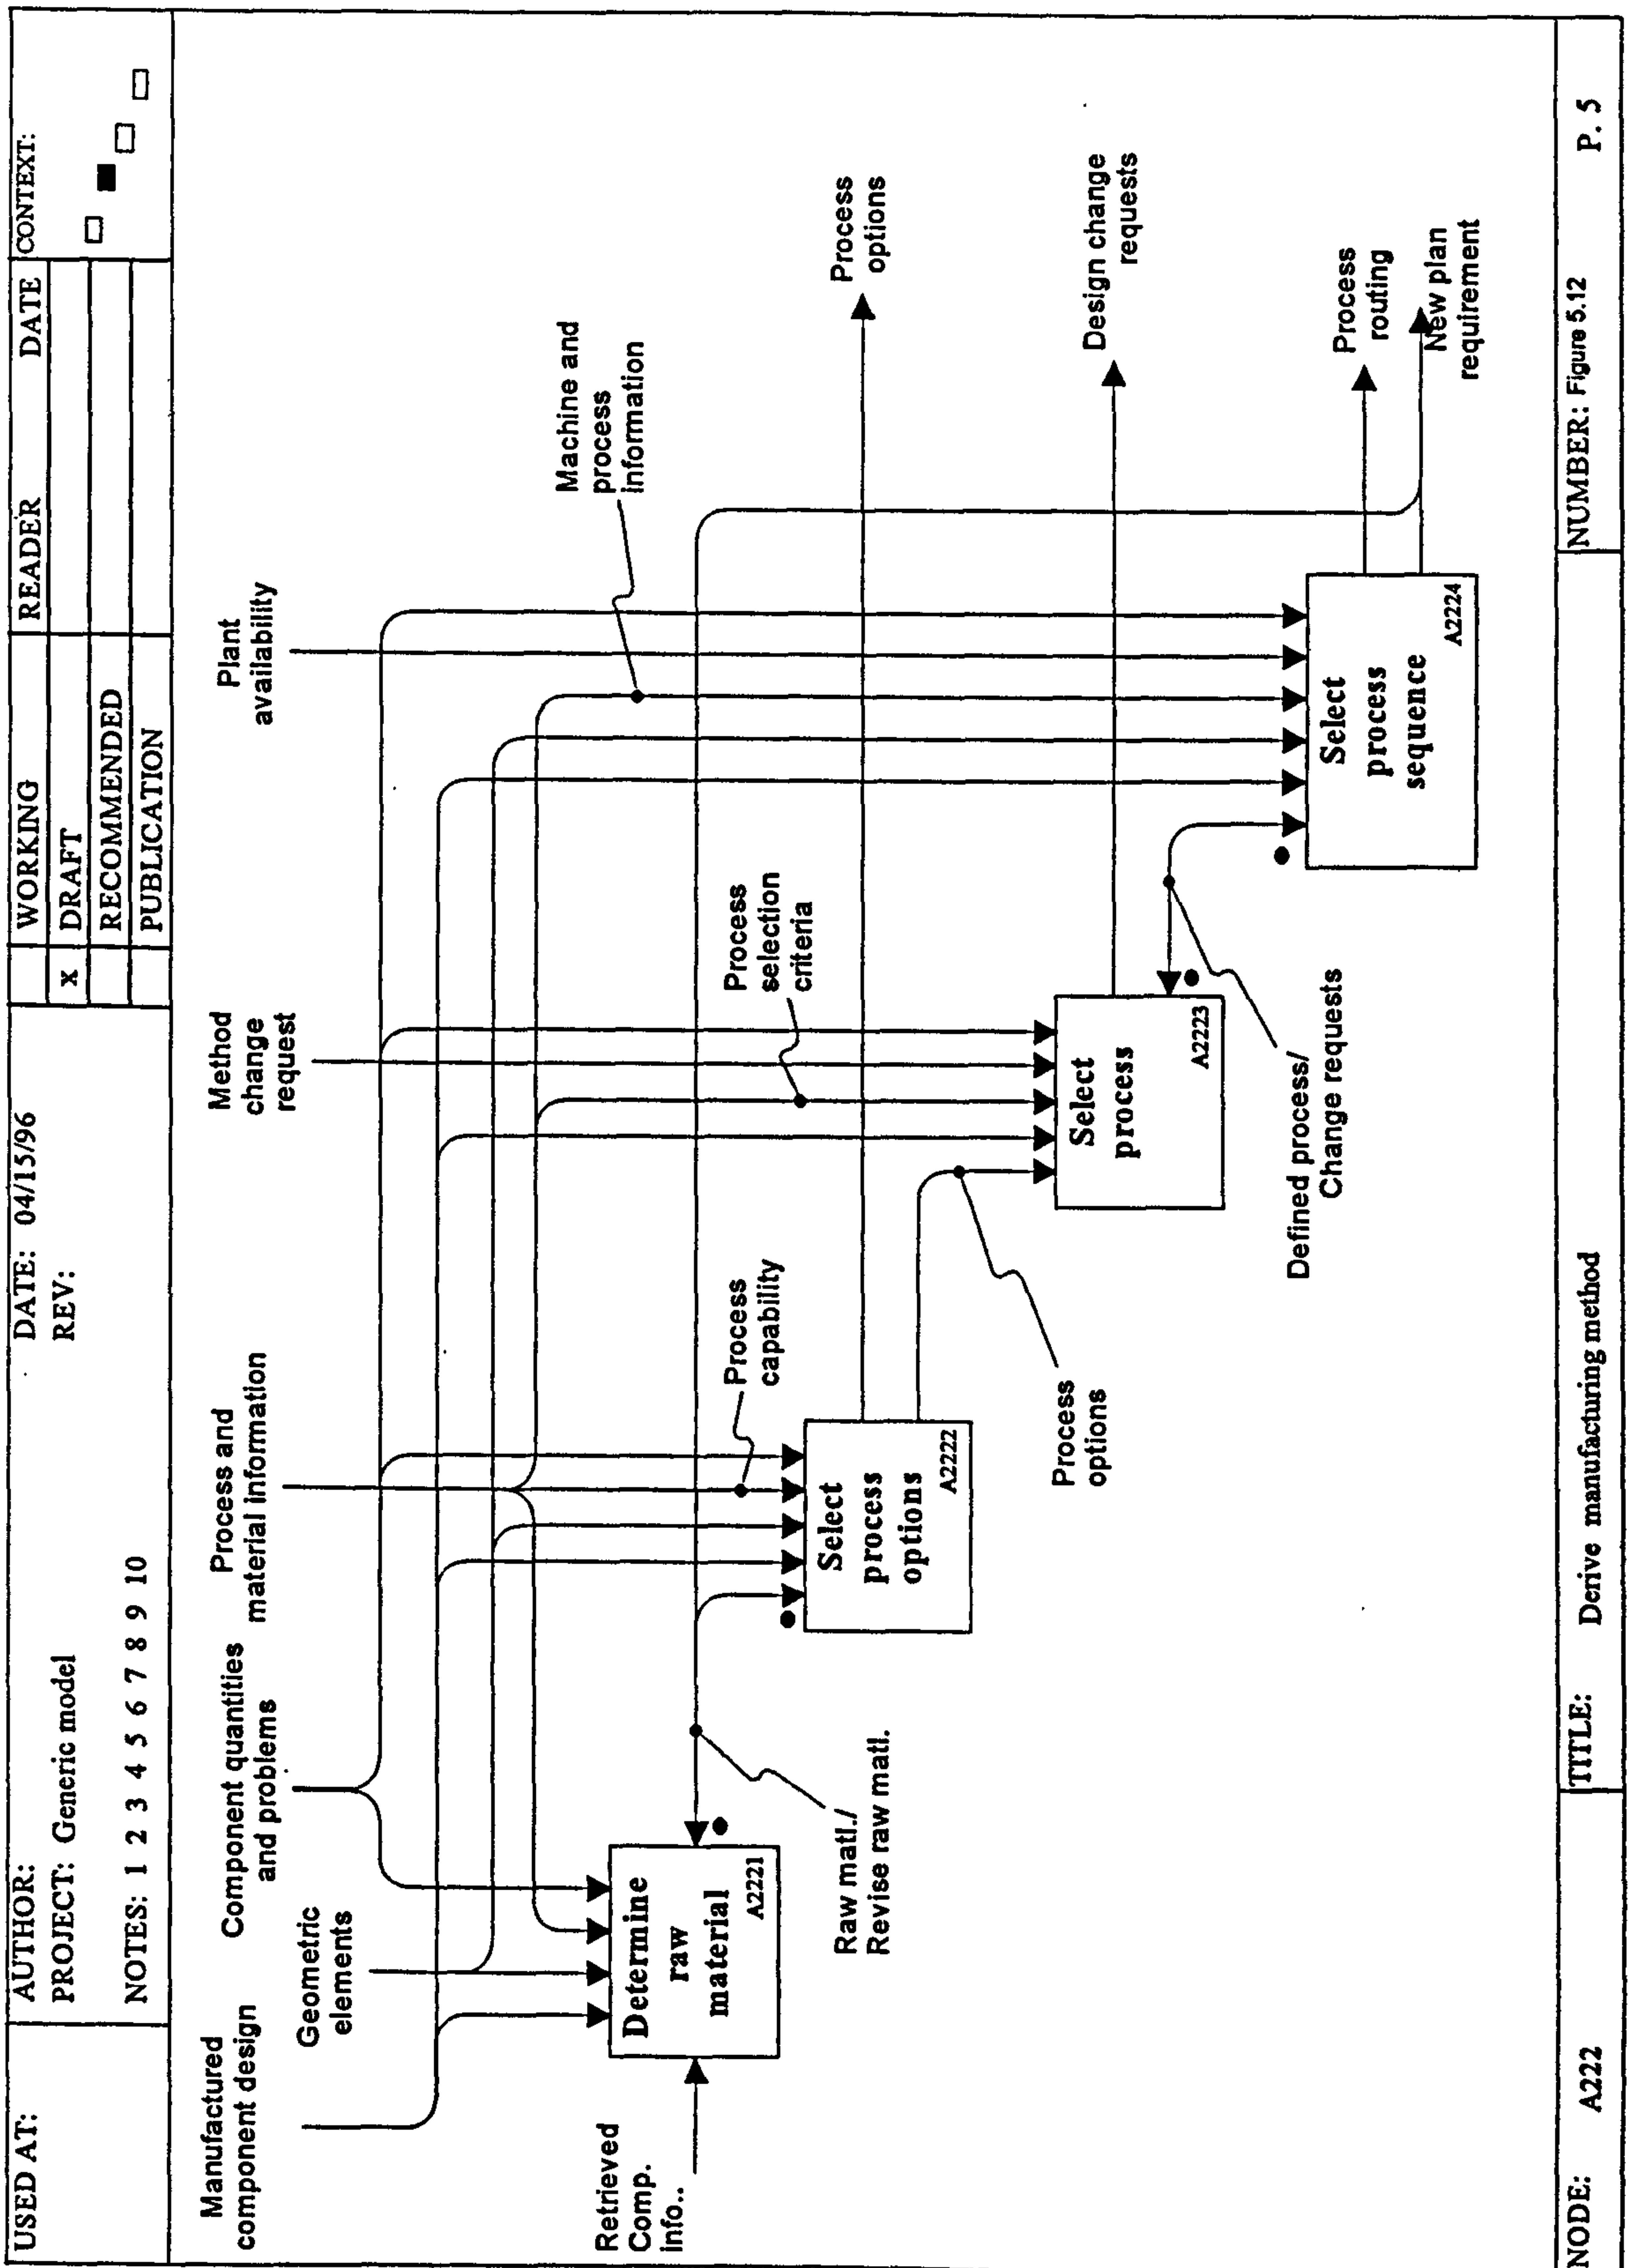 USED AT:
AUTHOR:
PROJECT: Generic model
NOTES: 1 2 3 4 5 6 7 8 9 10
DATE: 04/15/96
REV:
WORKING
x DRAFT
RECOMMENDED
PUBLICATION
READER
DATE
CONTEXT:
Manufactured
component design
Geometric
elements
Component quantities
and problems
Process and
material information
Method
change
request
Plant
availability
Retrieved
Comp.
info..
Determine
raw
material
A2221
Raw matl./
Revise raw matl.
Process
capability
Select
process
options
A2222
Process
options
Process
selection
criteria
Select
process
A2223
Defined process/
Change requests
Machine and
process
information
Select
process
sequence
A2224
Process
options
Design change
requests
Process
routing
New plan
requirement
NODE: A222
TITLE: Derive manufacturing method
NUMBER: Figure 5.12
P. 5